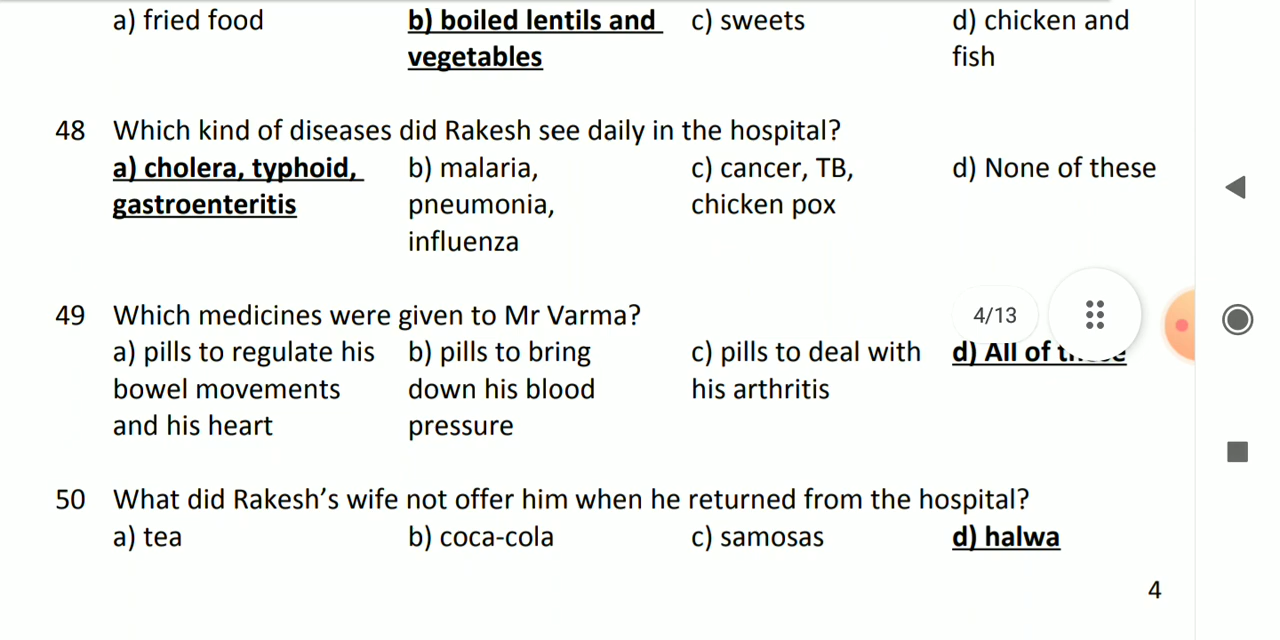 a) fried food b) boiled lentils and c) sweets d) chicken and
vegetables fish
48 Which kind of diseases did Rakesh see daily in the hospital?
a) cholera, typhoid, b) malaria, c) cancer, TB, d) None of these
gastroenteritis pneumonia, chicken pox
influenza
49 Which medicines were given to Mr Varma?
4/13
a) pills to regulate his b) pills to bring c) pills to deal with d) All of
bowel movements down his blood his arthritis
and his heart pressure
50 What did Rakesh’s wife not offer him when he returned from the hospital?
a) tea b) coca-cola c) samosas d) halwa
4